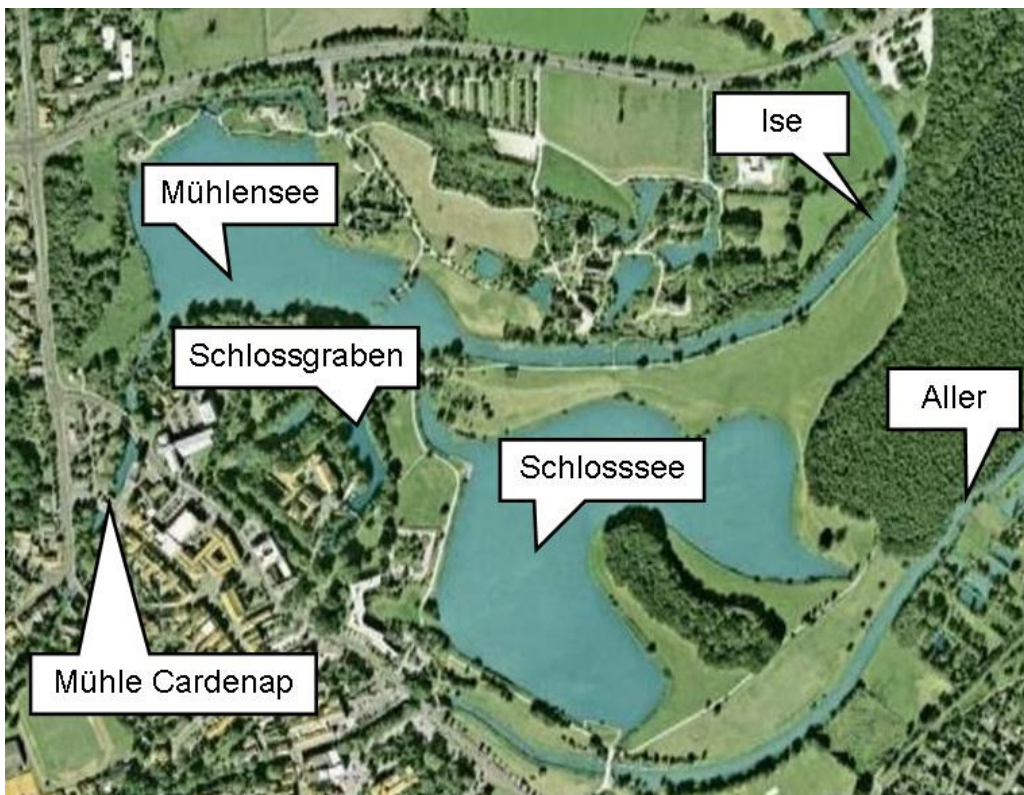 Ise
Mühlensee
Schlossgraben
Aller
Schlosssee
Mühle Cardenap